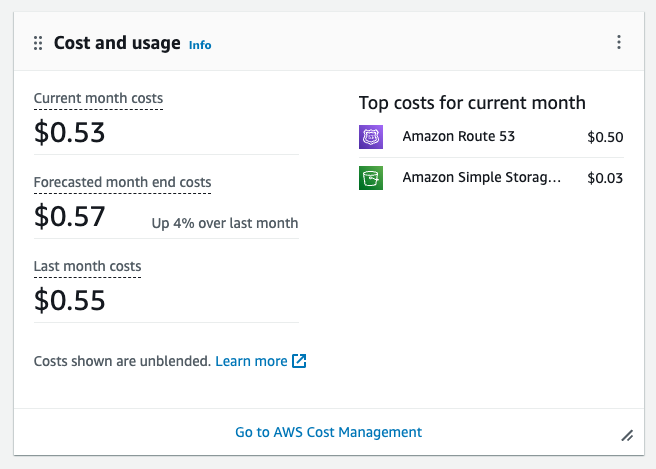 Cost and usage Info
Current month costs
$0.53
Forecasted month end costs
$0.57 Up 4% over last month
Last month costs
$0.55
Costs shown are unblended. Learn more
Top costs for current month
Amazon Route 53 $0.50
Amazon Simple Storag... $0.03
Go to AWS Cost Management